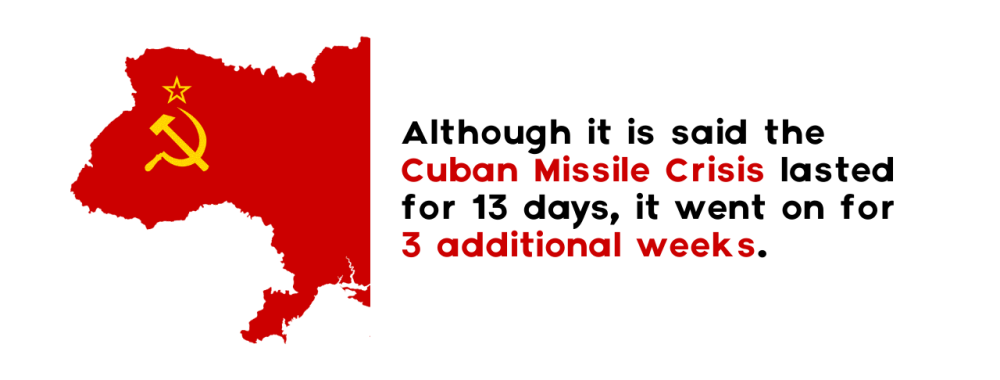 Although it is said the
Cuban Missile Crisis lasted
for 13 days, it went on for
3 additional weeks.